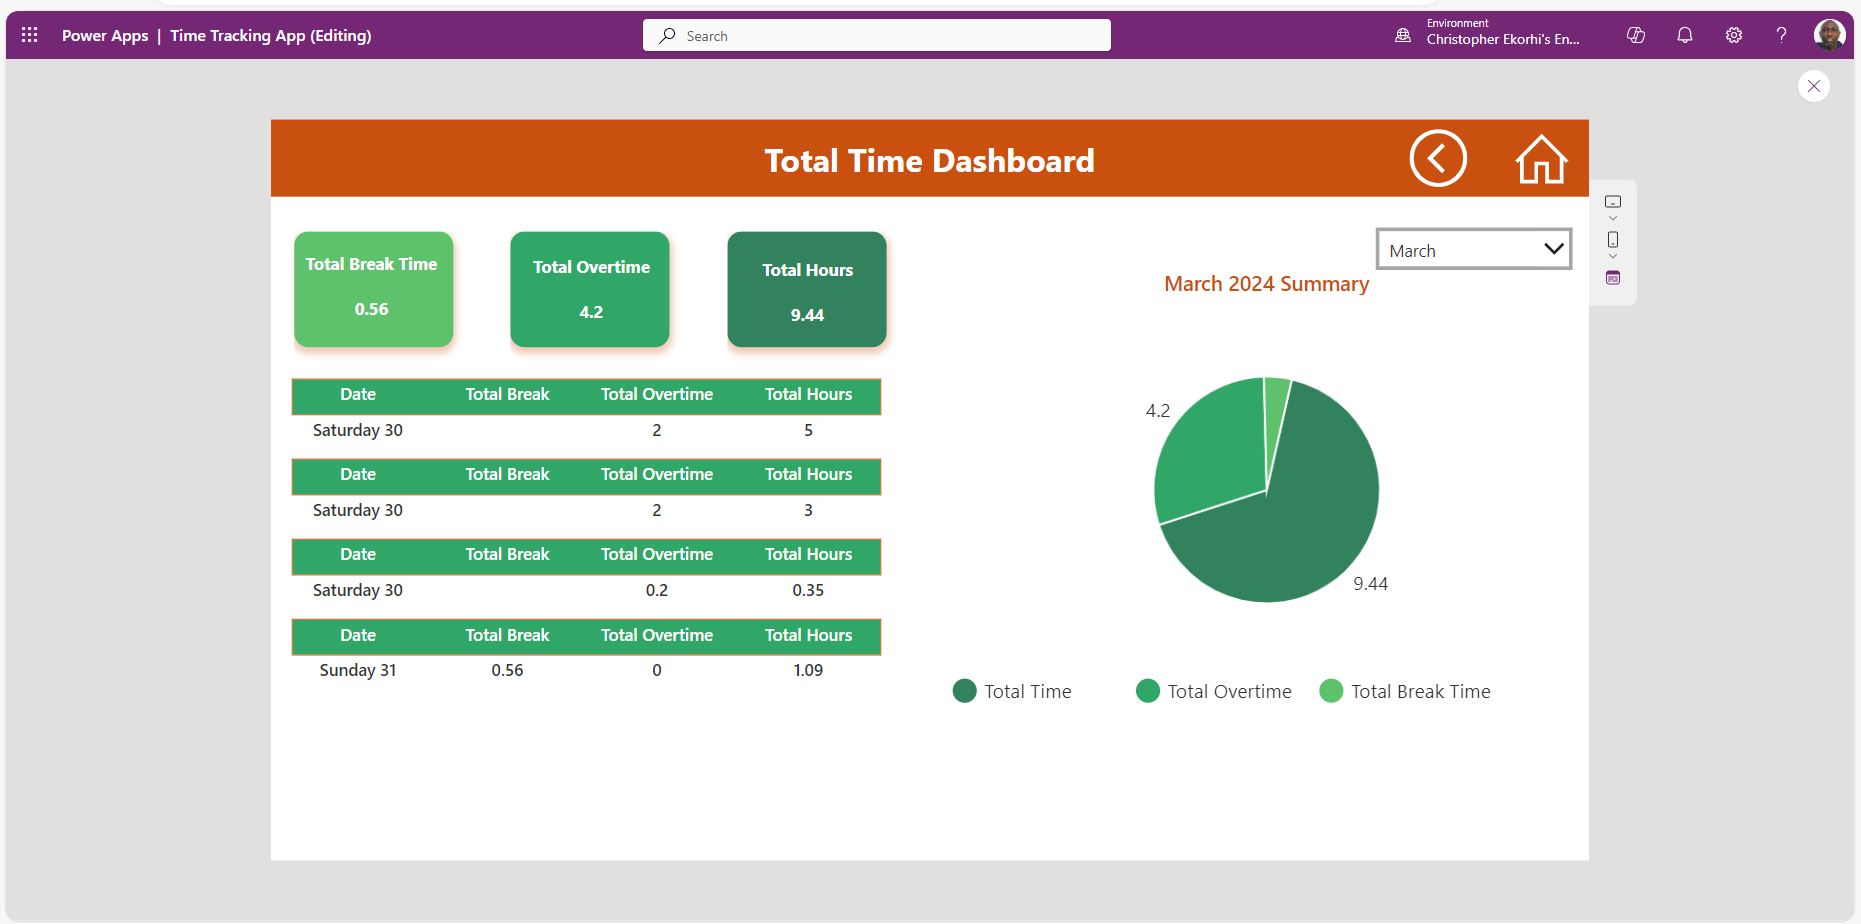 Power Apps | Time Tracking App (Editing)
Search
Environment
Christopher Ekorhi's En...
Total Time Dashboard
Total Break Time
0.56
Total Overtime
4.2
Total Hours
9.44
March
March 2024 Summary
Date Total Break Total Overtime Total Hours
Saturday 30 2 5
Date Total Break Total Overtime Total Hours
Saturday 30 2 3
Date Total Break Total Overtime Total Hours
Saturday 30 0.2 0.35
Date Total Break Total Overtime Total Hours
Sunday 31 0.56 0 1.09
4.2
9.44
Total Time Total Overtime Total Break Time